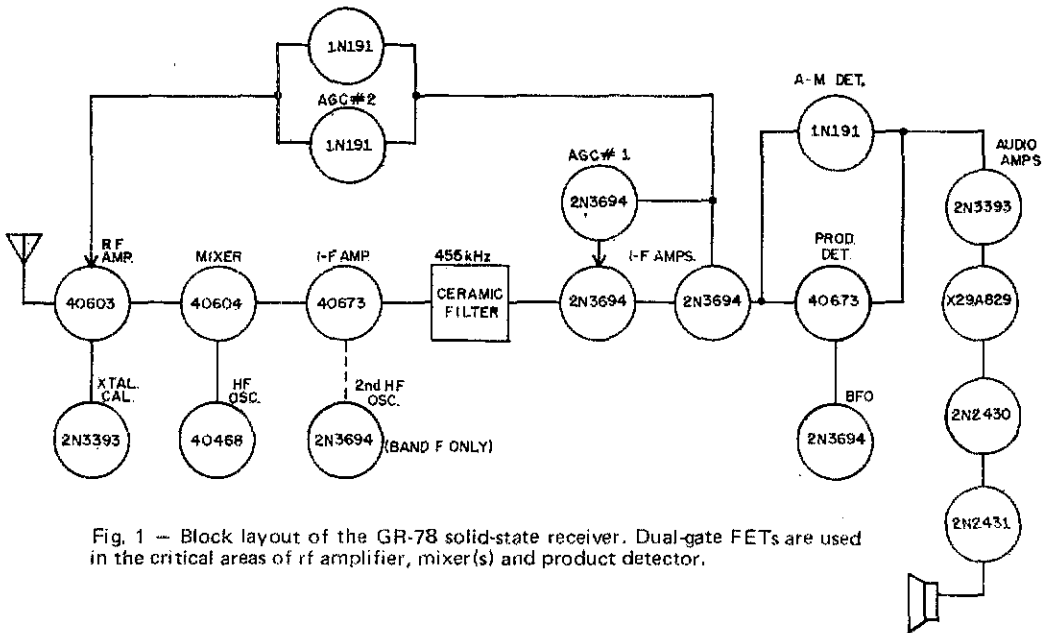 1N191
AGC#2
1N191
A-M DET.
1N191
AGC# 1
2N3694
AUDIO
AMPS
2N3393
RF
AMP.
40603
MIXER
40604
I-F AMP.
40673
455kHz
CERAMIC
FILTER
2N3694
I-F AMPS.
2N3694
PROD.
DET.
40673
X29A829
XTAL.
CAL.
2N3393
HF
OSC.
40468
2nd HF
OSC.
2N3694
(BAND F ONLY)
BFO
2N3694
2N2430
2N2431
Fig. 1 — Block layout of the GR-78 solid-state receiver. Dual-gate FETs are used
in the critical areas of rf amplifier, mixer(s) and product detector.